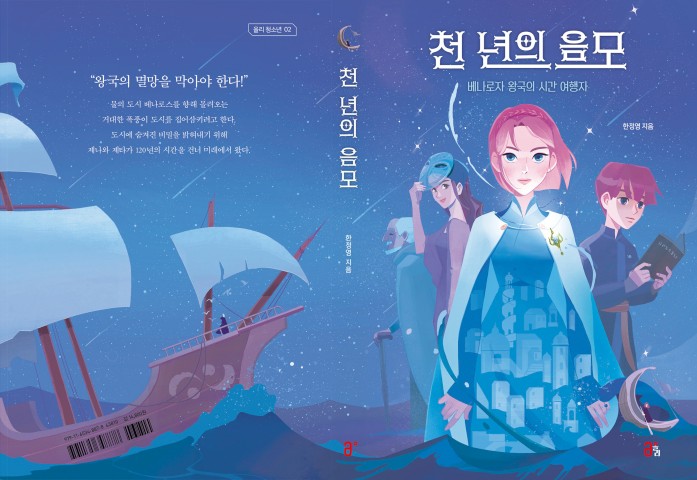 올리 청소년 02
“왕국의 멸망을 막아야 한다!”
물의 도시 베나로스를 향해 몰려오는
거대한 폭풍이 도시를 집어삼키려고 한다.
도시에 숨겨진 비밀을 밝혀내기 위해
제나와 제타가 120년의 시간을 건너 미래에서 왔다.
천 년의 음모
한정영 지음
천 년의 음모
베나로자 왕국의 시간 여행자
한정영 지음